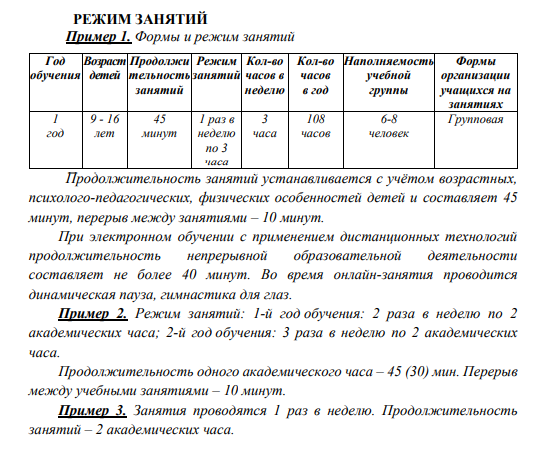 РЕЖИМ ЗАНЯТИЙ
Пример 1. Формы и режим занятий
Год обучения | Возраст детей | Продолжительность занятий | Режим занятий | Кол-во часов в неделю | Кол-во часов в год | Наполняемость учебной группы | Формы организации учащихся на занятиях
1 год | 9 - 16 лет | 45 минут | 1 раз в неделю по 3 часа | 3 часа | 108 часов | 6-8 человек | Групповая
Продолжительность занятий устанавливается с учётом возрастных,
психолого-педагогических, физических особенностей детей и составляет 45
минут, перерыв между занятиями – 10 минут.
При электронном обучении с применением дистанционных технологий
продолжительность непрерывной образовательной деятельности
составляет не более 40 минут. Во время онлайн-занятия проводится
динамическая пауза, гимнастика для глаз.
Пример 2. Режим занятий: 1-й год обучения: 2 раза в неделю по 2
академических часа; 2-й год обучения: 3 раза в неделю по 2 академических
часа.
Продолжительность одного академического часа – 45 (30) мин. Перерыв
между учебными занятиями – 10 минут.
Пример 3. Занятия проводятся 1 раз в неделю. Продолжительность
занятий – 2 академических часа.